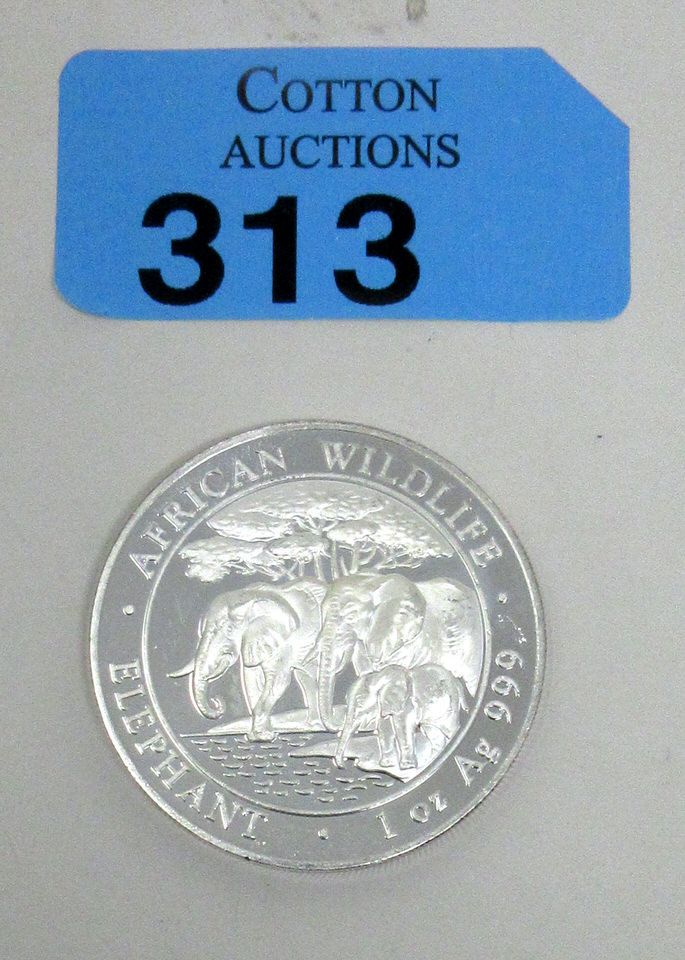 COTTON
AUCTIONS
313
AFRICAN WILDLIFE
ELEPHANT
1 oz Ag 999